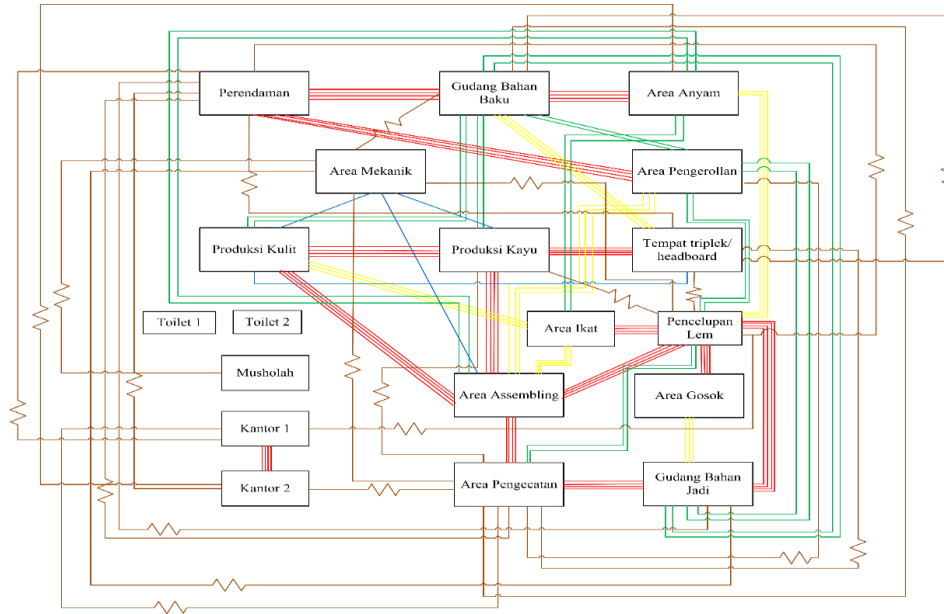 Perendaman
Gudang Bahan
Baku
Area Anyam
Area Mekanik
Area Pengerollan
Produksi Kulit
Produksi Kayu
Tempat triplek/
headboard
Toilet 1
Toilet 2
Area Ikat
Pencelupan
Lem
Musholah
Area Assembling
Area Gosok
Kantor 1
Kantor 2
Area Pengecatan
Gudang Bahan
Jadi